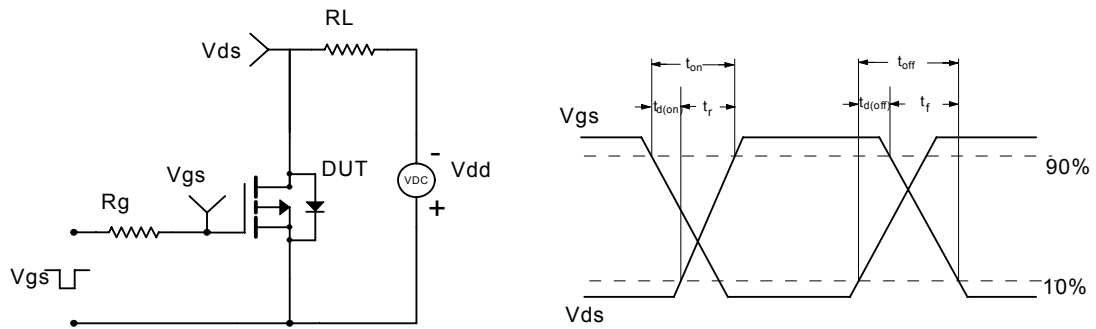 RL
Vds
Vgs
DUT
-
VDC
Vdd
+
Rg
Vgs
ton
td(on)
tr
toff
td(off)
tf
Vgs
90%
10%
Vds